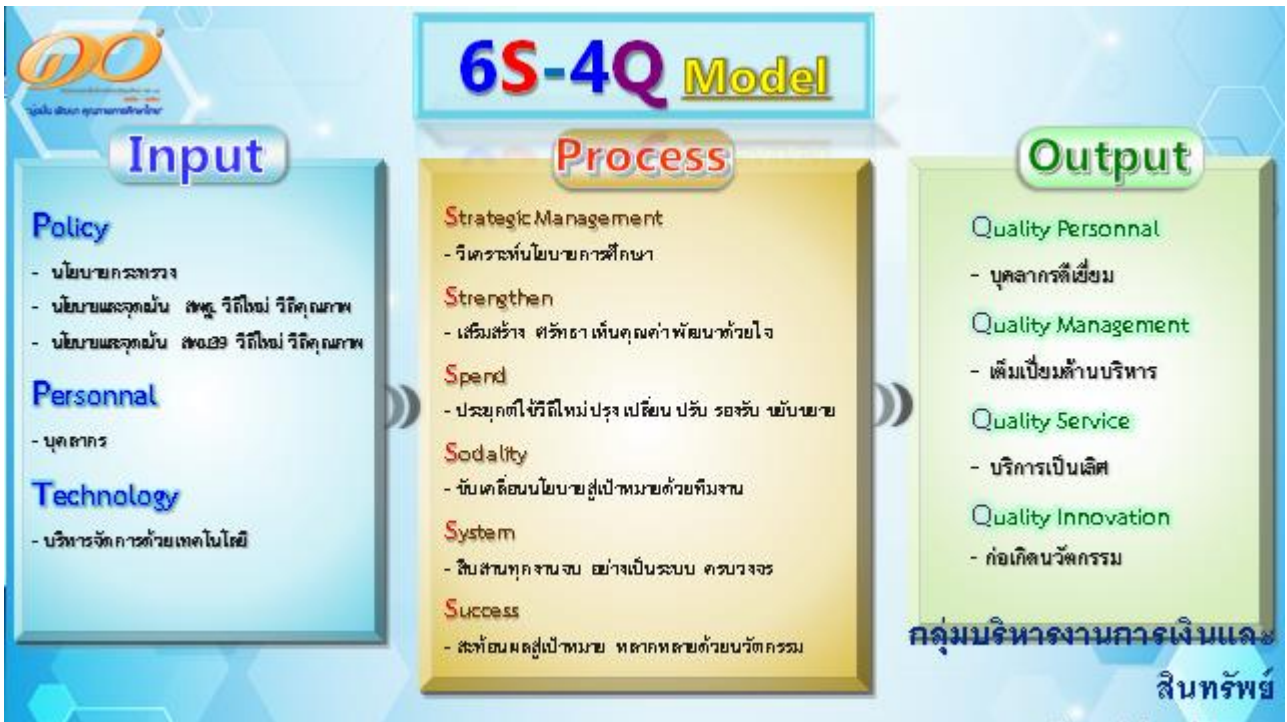 6S-4Q Model
Input
Policy
- นโยบายกระทรวง
- นโยบายและจุดเน้น สพฐ. วิถีใหม่ วิถีคุณภาพ
- นโยบายและจุดเน้น สพม39 วิถีใหม่ วิถีคุณภาพ
Personnal
- บุคลากร
Technology
- บริหารจัดการด้วยเทคโนโลยี
Process
Strategic Management
- วิเคราะห์นโยบายการศึกษา
Strengthen
- เสริมสร้าง ศรัทธา เห็นคุณค่า พัฒนาด้วยใจ
Spend
- ประยุกต์ใช้วิถีใหม่ ปรุง เปลี่ยน ปรับ รองรับ ขยับขยาย
Sodality
- ขับเคลื่อนนโยบายสู่เป้าหมายด้วยทีมงาน
System
- สืบสานทุกงานจบ อย่างเป็นระบบ ครบวงจร
Success
- สะท้อนผลสู่เป้าหมาย หลากหลายด้วยนวัตกรรม
Output
Quality Personnal
- บุคลากรดีเยี่ยม
Quality Management
- เต็มเปี่ยมด้านบริหาร
Quality Service
- บริการเป็นเลิศ
Quality Innovation
- ก่อเกิดนวัตกรรม
กลุ่มบริหารงานการเงินและ
สินทรัพย์